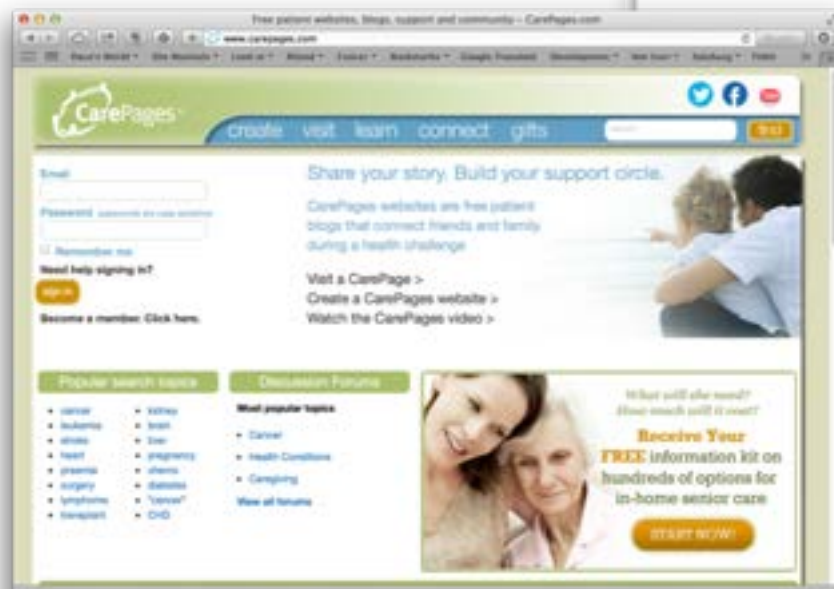 Free patient websites, blogs, support and community – CarePages.com
www.carepages.com
CarePages
create visit learn connect gifts
find
Email
Password
Remember me
Need help signing in?
sign in
Become a member. Click here.
Share your story. Build your support circle.
CarePages websites are free patient
blogs that connect friends and family
during a health challenge
Visit a CarePage >
Create a CarePages website >
Watch the CarePages video >
Popular search topics
• cancer
• leukemia
• stroke
• heart
• preemie
• surgery
• lymphoma
• transplant
• kidney
• brain
• liver
• pregnancy
• chemo
• diabetes
• "cancer"
• CHD
Discussion Forums
Most popular topics
• Cancer
• Health Conditions
• Caregiving
View all forums
What will she need?
How much will it cost?
Receive Your
FREE information kit on
hundreds of options for
in-home senior care
START NOW!